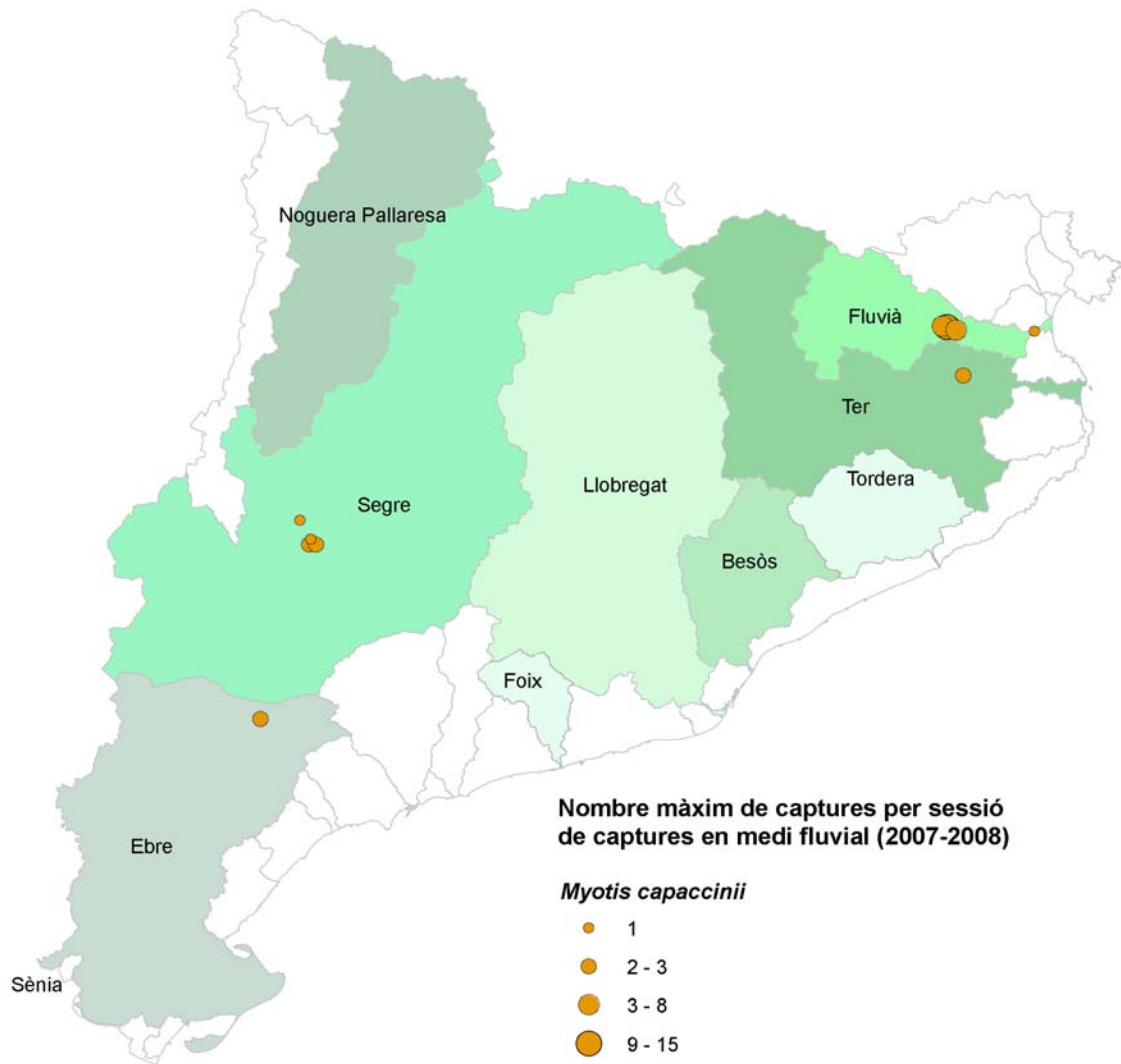 Noguera Pallaresa
Fluvià
Ter
Tordera
Llobregat
Segre
Besòs
Foix
Ebre
Sènia
Nombre màxim de captures per sessió
de captures en medi fluvial (2007-2008)
Myotis capaccinii
1
2 - 3
3 - 8
9 - 15